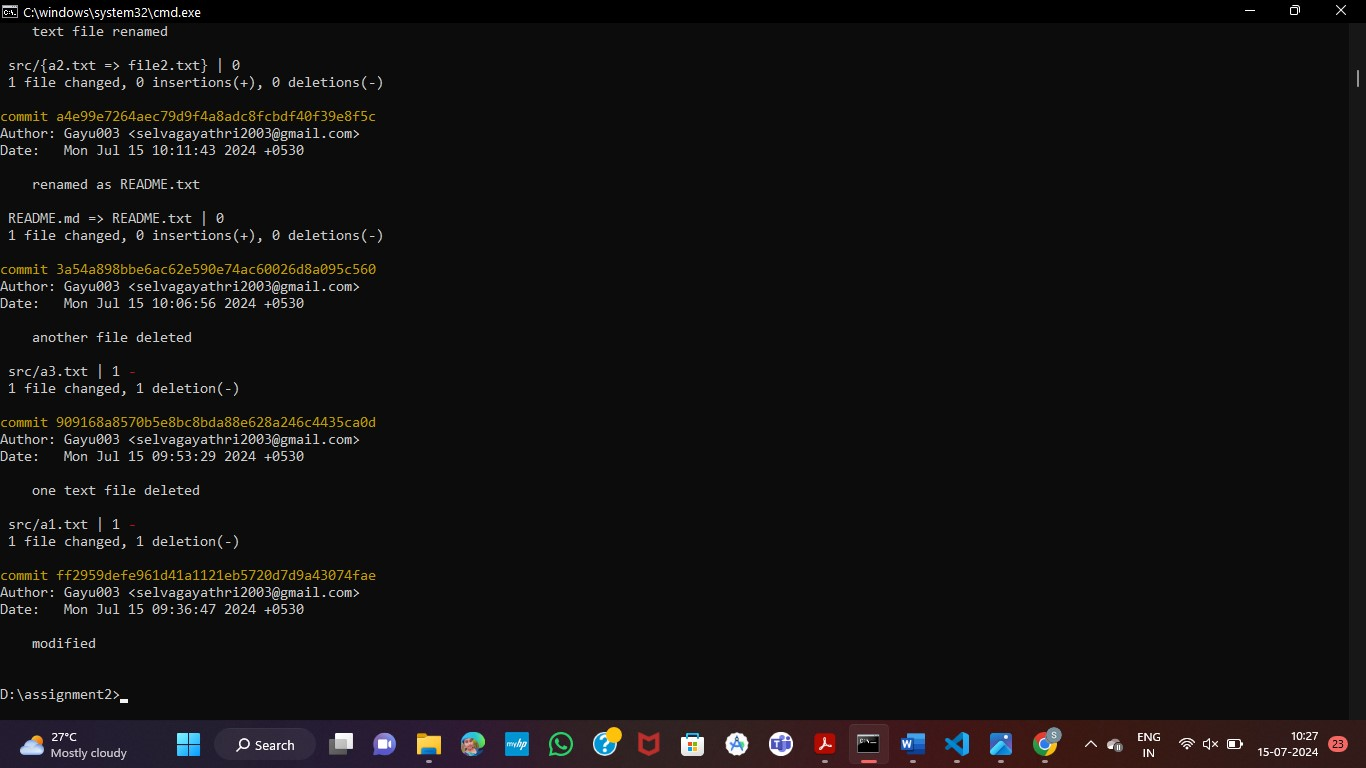 C:\windows\system32\cmd.exe
text file renamed
src/{a2.txt => file2.txt} | 0
1 file changed, 0 insertions(+), 0 deletions(-)
commit a4e99e7264aec79d9f4a8adc8fcbdf40f39e8f5c
Author: Gayu003 <selvagayathri2003@gmail.com>
Date:   Mon Jul 15 10:11:43 2024 +0530
renamed as README.txt
README.md => README.txt | 0
1 file changed, 0 insertions(+), 0 deletions(-)
commit 3a54a898bbe6ac62e590e74ac60026d8a095c560
Author: Gayu003 <selvagayathri2003@gmail.com>
Date:   Mon Jul 15 10:06:56 2024 +0530
another file deleted
src/a3.txt | 1 -
1 file changed, 1 deletion(-)
commit 909168a8570b5e8bc8bda88e628a246c4435ca0d
Author: Gayu003 <selvagayathri2003@gmail.com>
Date:   Mon Jul 15 09:53:29 2024 +0530
one text file deleted
src/a1.txt | 1 -
1 file changed, 1 deletion(-)
commit ff2959defe961d41a1121eb5720d7d9a43074fae
Author: Gayu003 <selvagayathri2003@gmail.com>
Date:   Mon Jul 15 09:36:47 2024 +0530
modified
D:\assignment2>
27°C
Mostly cloudy
Search
myhp
S
ENG
IN
10:27
15-07-2024
23